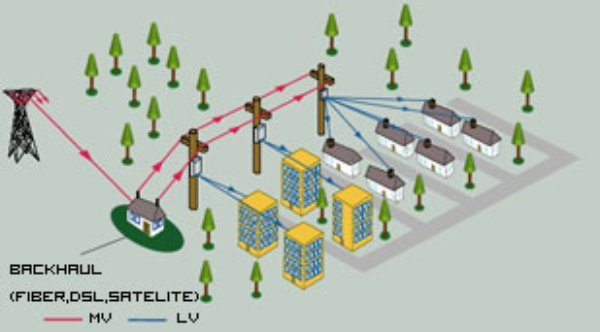 BACKHAUL
(FIBER,DSL,SATELITE)
MV LV